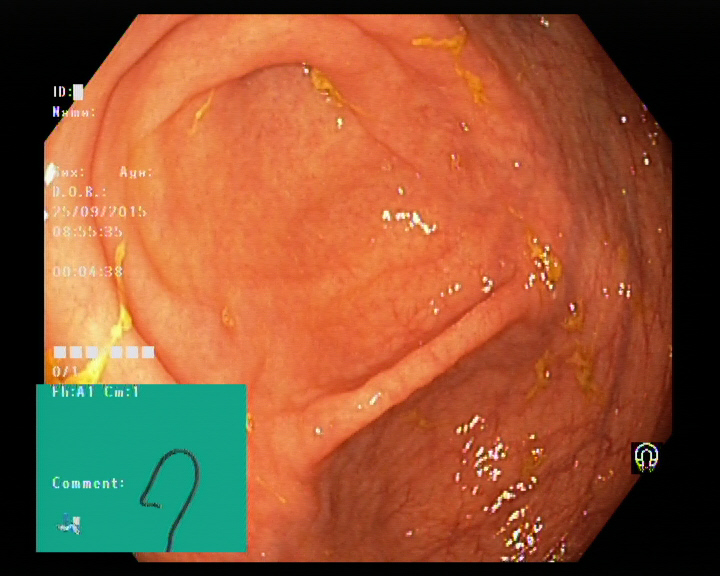 ID:
Name:
Sex: Age:
D.O.B.:
25/09/2015
08:55:35
00:04:38
0/1
Ph:A1 Cm:1
Comment: